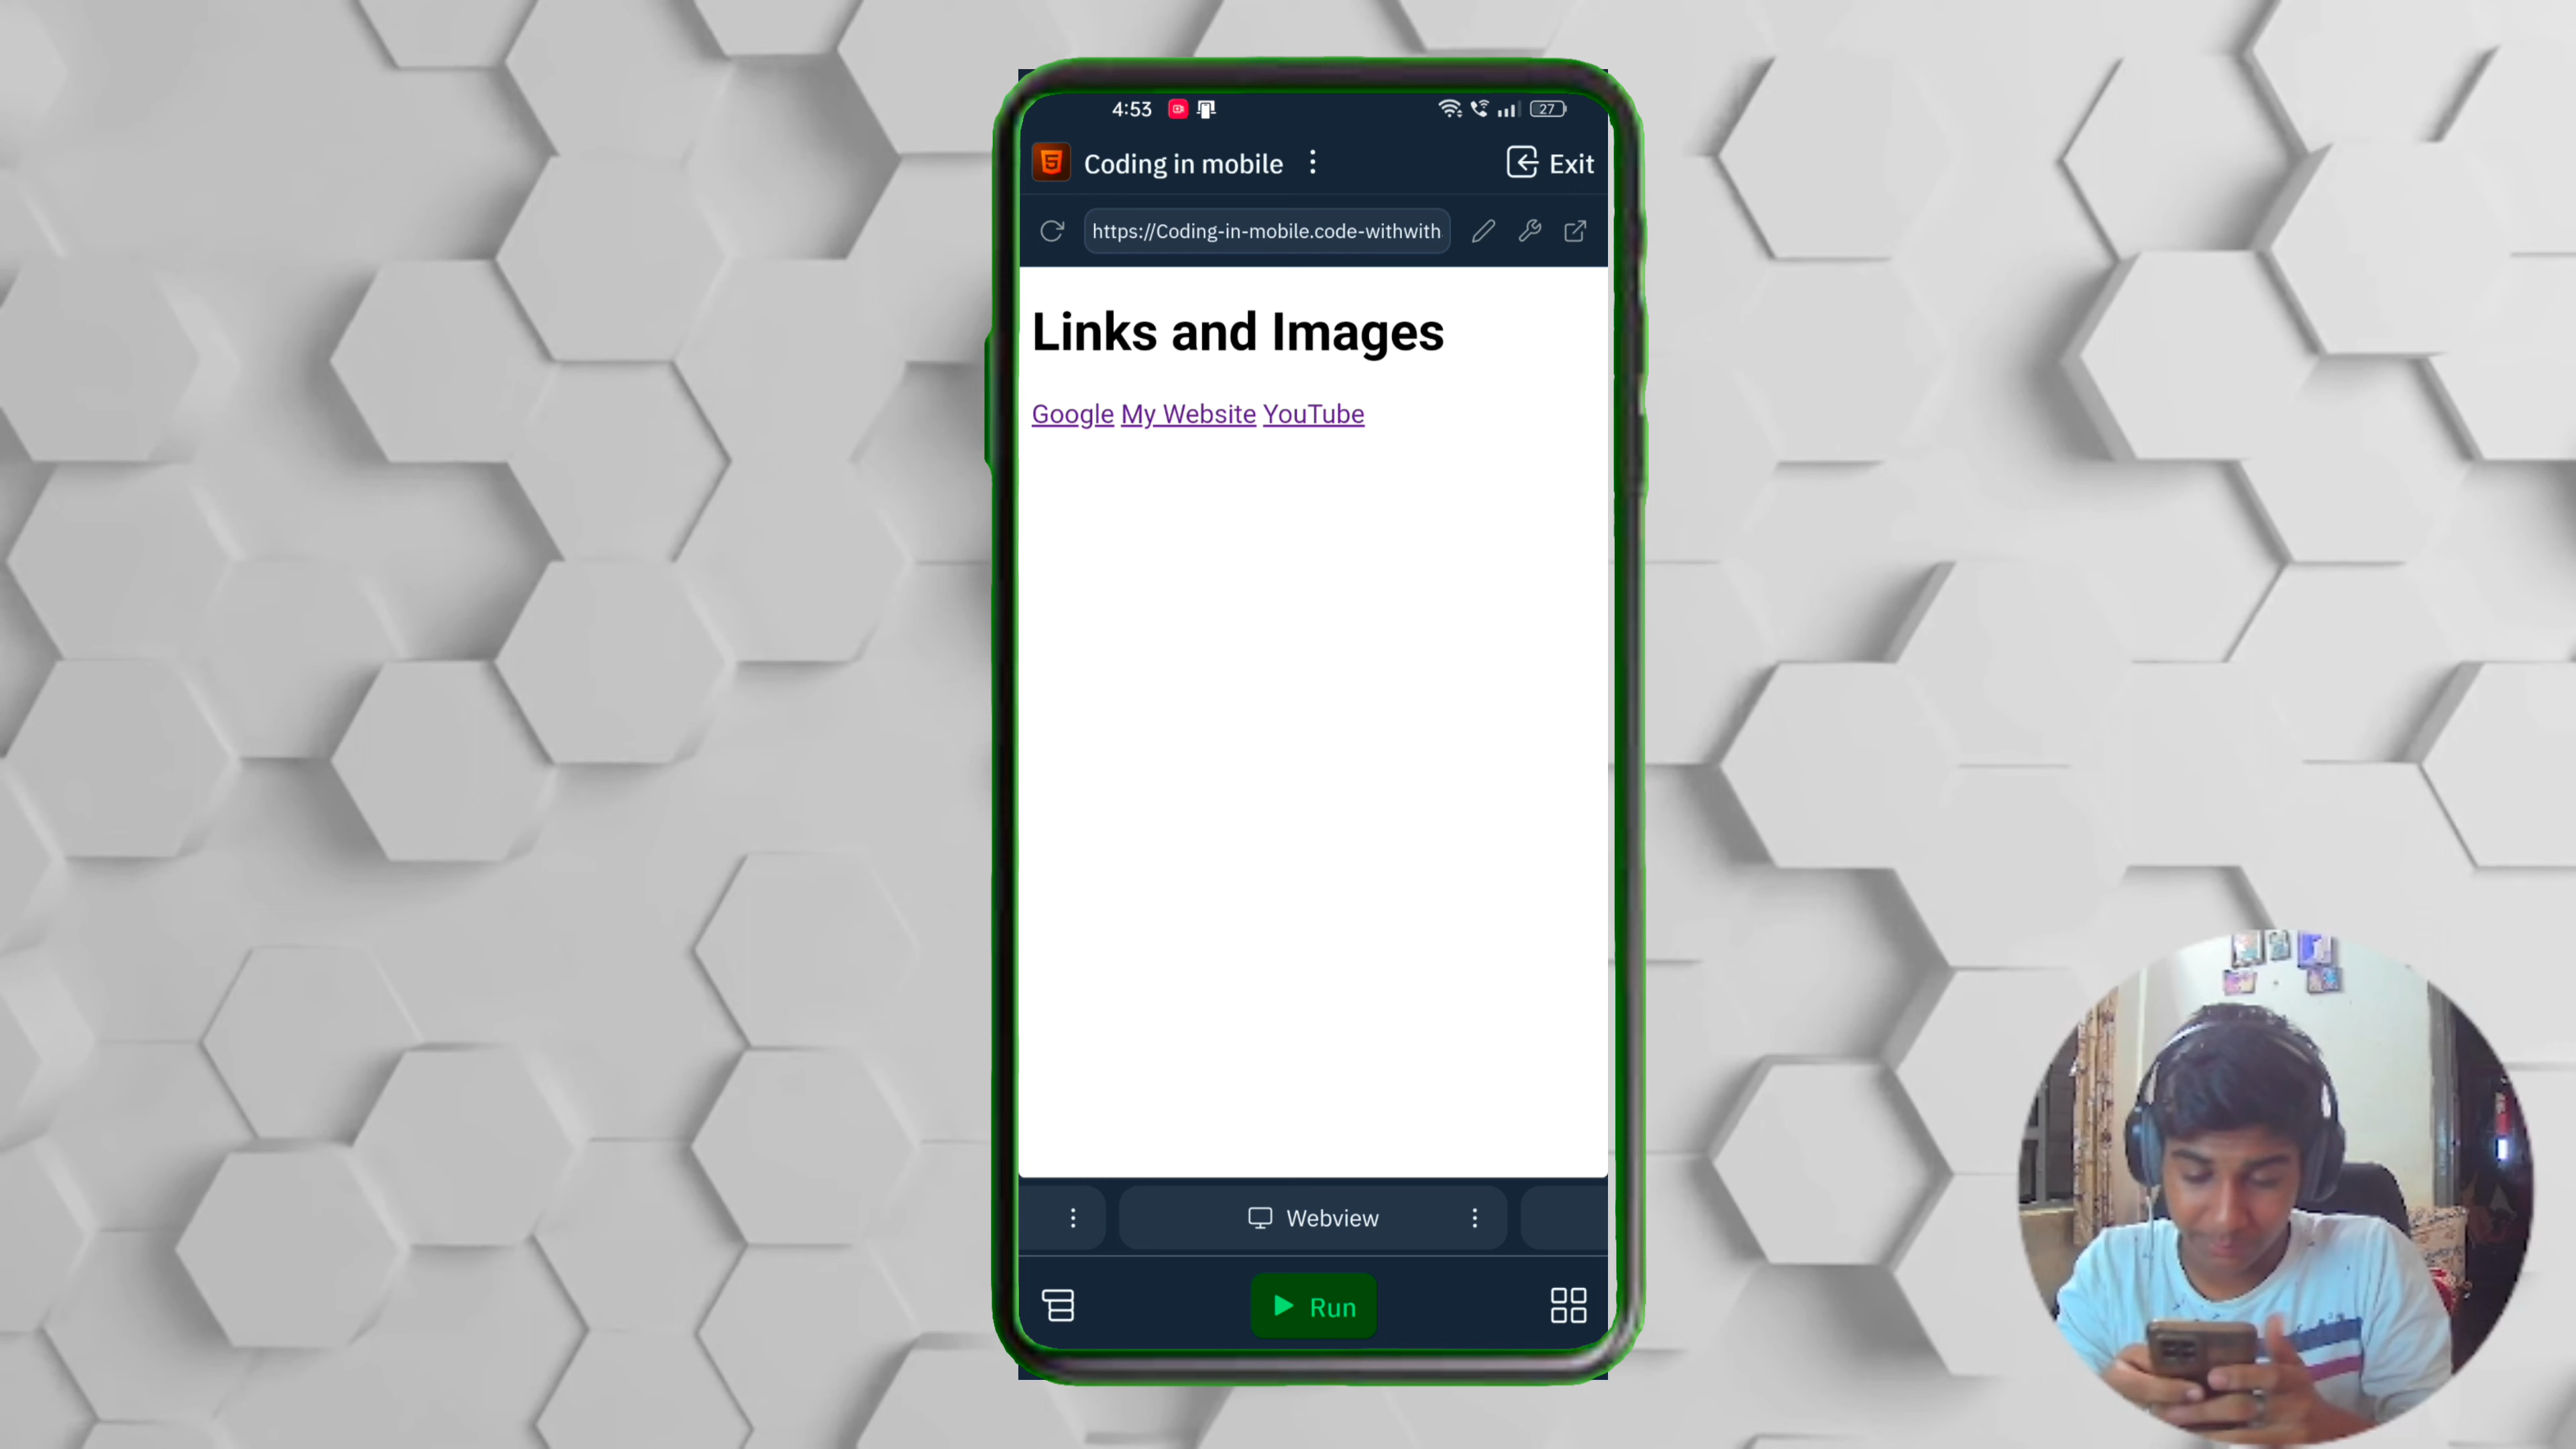 4:53 27
Coding in mobile Exit
https://Coding-in-mobile.code-withwith
Links and Images
Google My Website YouTube
Webview
Run